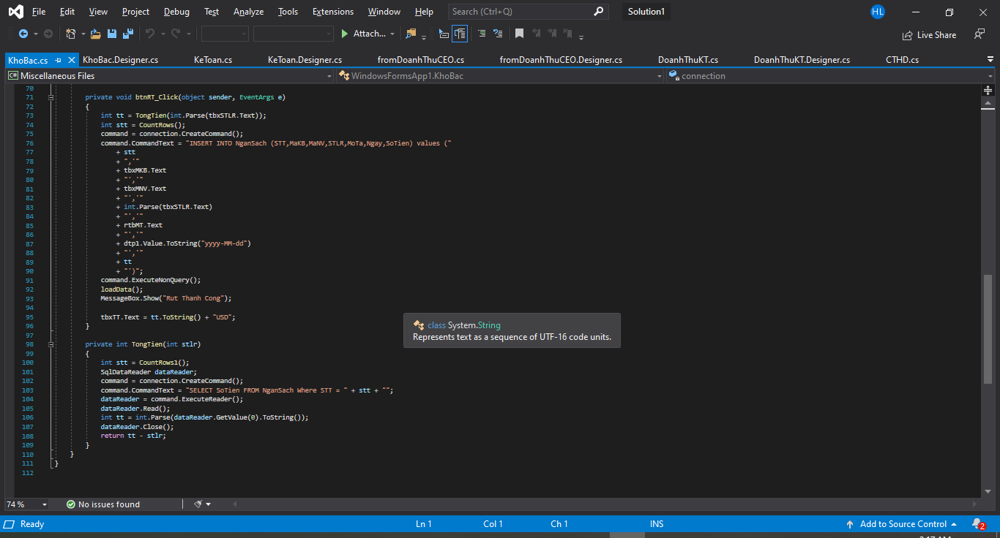 File Edit View Project Debug Test Analyze Tools Extensions Window Help Search (Ctrl+Q) Solution1 HL
Attach... Live Share
KhoBac.cs KhoBac.Designer.cs KeToan.cs KeToan.Designer.cs fromDoanhThuCEO.cs fromDoanhThuCEO.Designer.cs DoanhThuKT.cs DoanhThuKT.Designer.cs CTHD.cs
C# Miscellaneous Files WindowsFormsApp1.KhoBac connection
70
71 private void btnRT_Click(object sender, EventArgs e)
72 {
73 int tt = TongTien(int.Parse(tbxSTLR.Text));
74 int stt = CountRows();
75 command = connection.CreateCommand();
76 command.CommandText = "INSERT INTO NganSach (STT,MaKB,MaNV,STLR,MoTa,Ngay,SoTien) values ("
77 + stt
78 + ",'"
79 + tbxMKB.Text
80 + "','"
81 + tbxMNV.Text
82 + "','"
83 + int.Parse(tbxSTLR.Text)
84 + "','"
85 + rtbMT.Text
86 + "','"
87 + dtp1.Value.ToString("yyyy-MM-dd")
88 + "','"
89 + tt
90 + "')";
91 command.ExecuteNonQuery();
92 loadData();
93 MessageBox.Show("Rut Thanh Cong");
94
95 tbxTT.Text = tt.ToString() + "USD";
96 }
97
98 private int TongTien(int stlr)
99 {
100 int stt = CountRows1();
101 SqlDataReader dataReader;
102 command = connection.CreateCommand();
103 command.CommandText = "SELECT SoTien FROM NganSach Where STT = " + stt + "";
104 dataReader = command.ExecuteReader();
105 dataReader.Read();
106 int tt = int.Parse(dataReader.GetValue(0).ToString());
107 dataReader.Close();
108 return tt - stlr;
109 }
110 }
111 }
112
class System.String
Represents text as a sequence of UTF-16 code units.
74 % No issues found
Ready Ln 1 Col 1 Ch 1 INS Add to Source Control 2